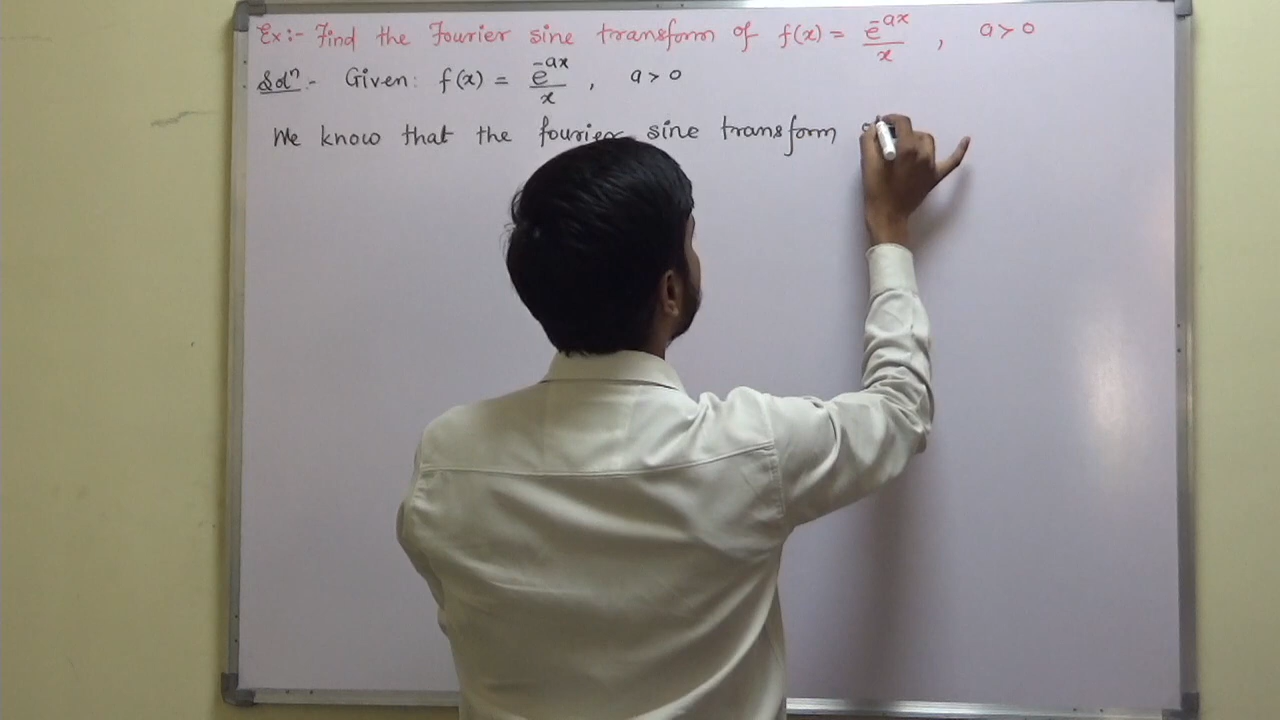 Ex:- Find the Fourier sine transform of f(x) = e^-ax/x , a > 0
Solⁿ:- Given: f(x) = e^-ax/x , a > 0
We know that the fourier sine transform